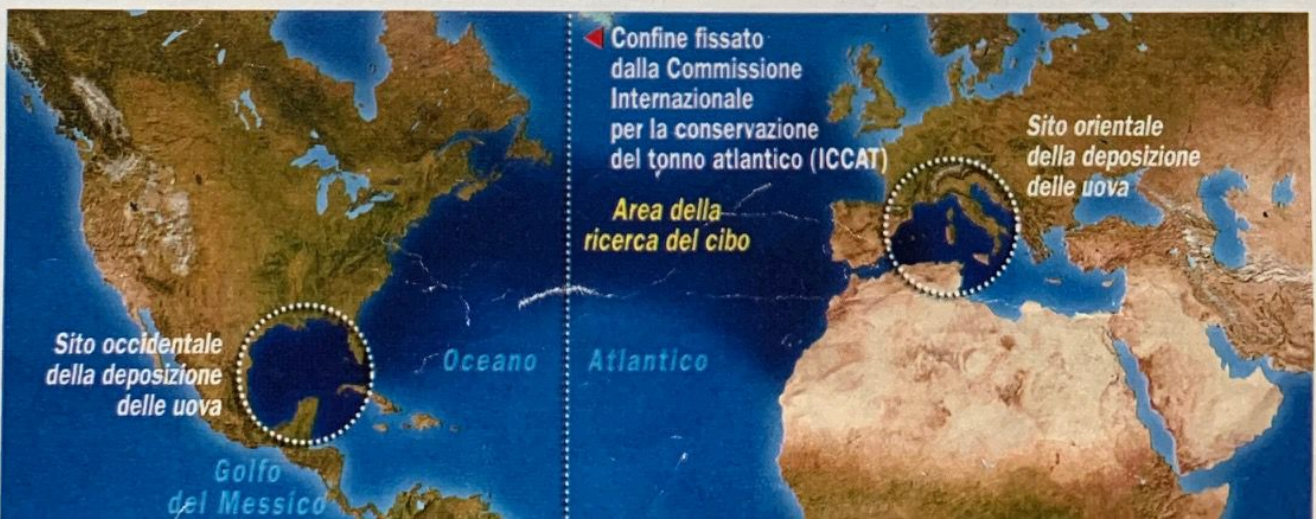 Confine fissato
dalla Commissione
Internazionale
per la conservazione
del tonno atlantico (ICCAT)
Sito orientale
della deposizione
delle uova
Area della
ricerca del cibo
Sito occidentale
della deposizione
delle uova
Oceano Atlantico
Golfo
del Messico